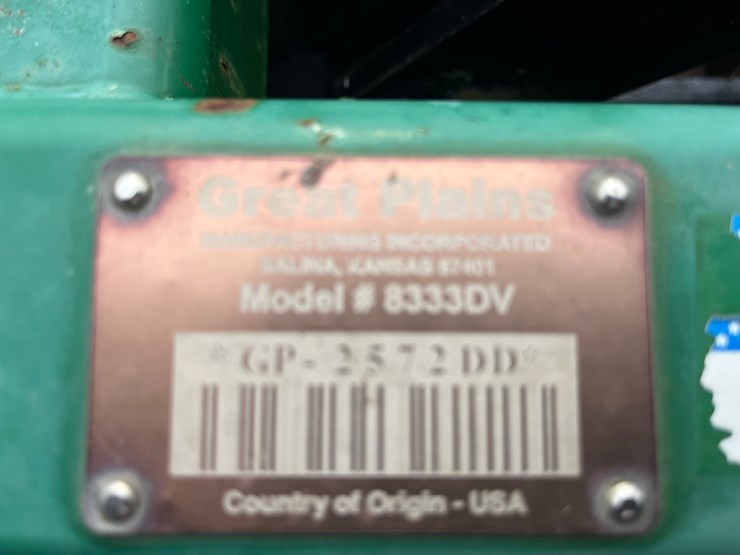 Great Plains
MANUFACTURING INCORPORATED
SALINA, KANSAS 67401
Model # 8333DV
*GP-2572DD*
Country of Origin - USA